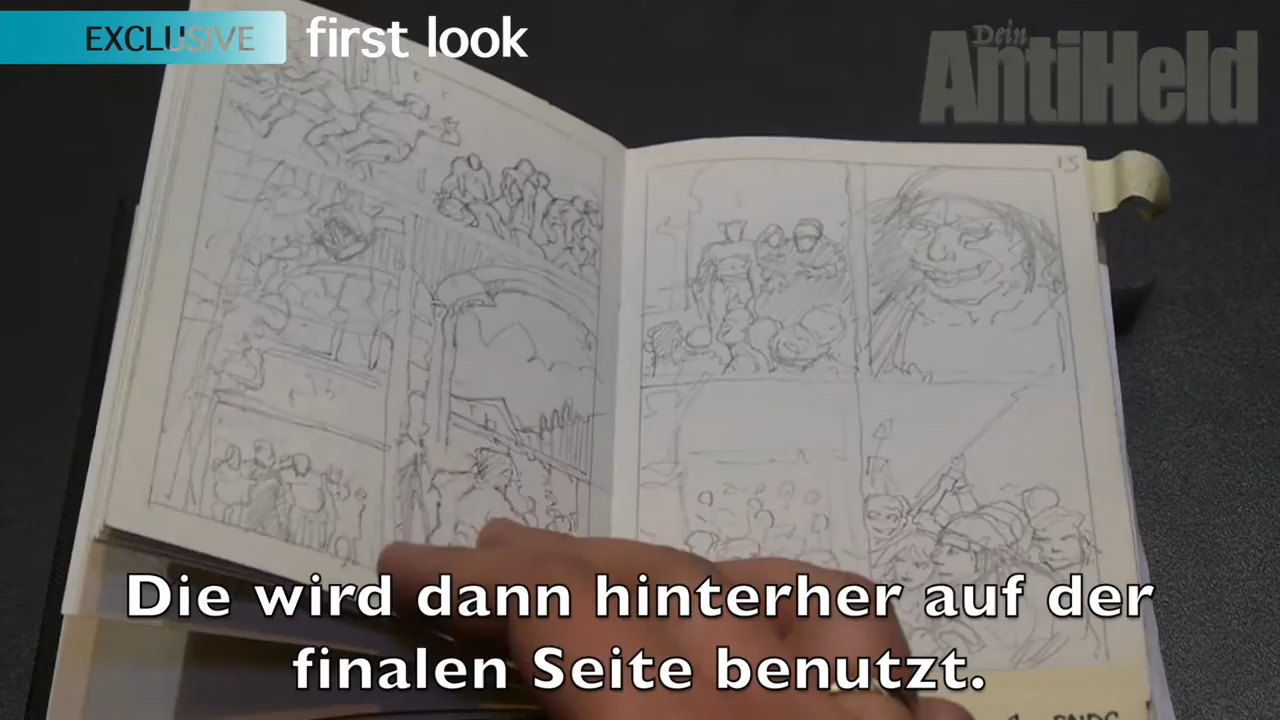 EXCLUSIVE first look
Dein
AntiHeld
15
Die wird dann hinterher auf der
finalen Seite benutzt.